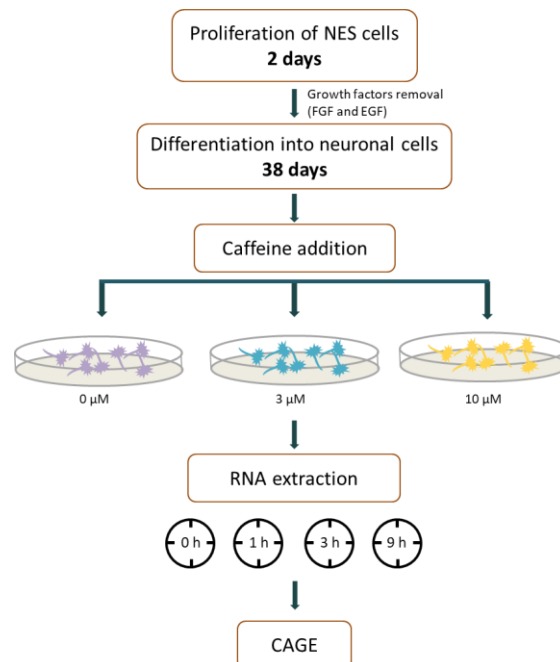 Proliferation of NES cells
2 days
Growth factors removal
(FGF and EGF)
Differentiation into neuronal cells
38 days
Caffeine addition
0 µM
3 µM
10 µM
RNA extraction
0 h
1 h
3 h
9 h
CAGE